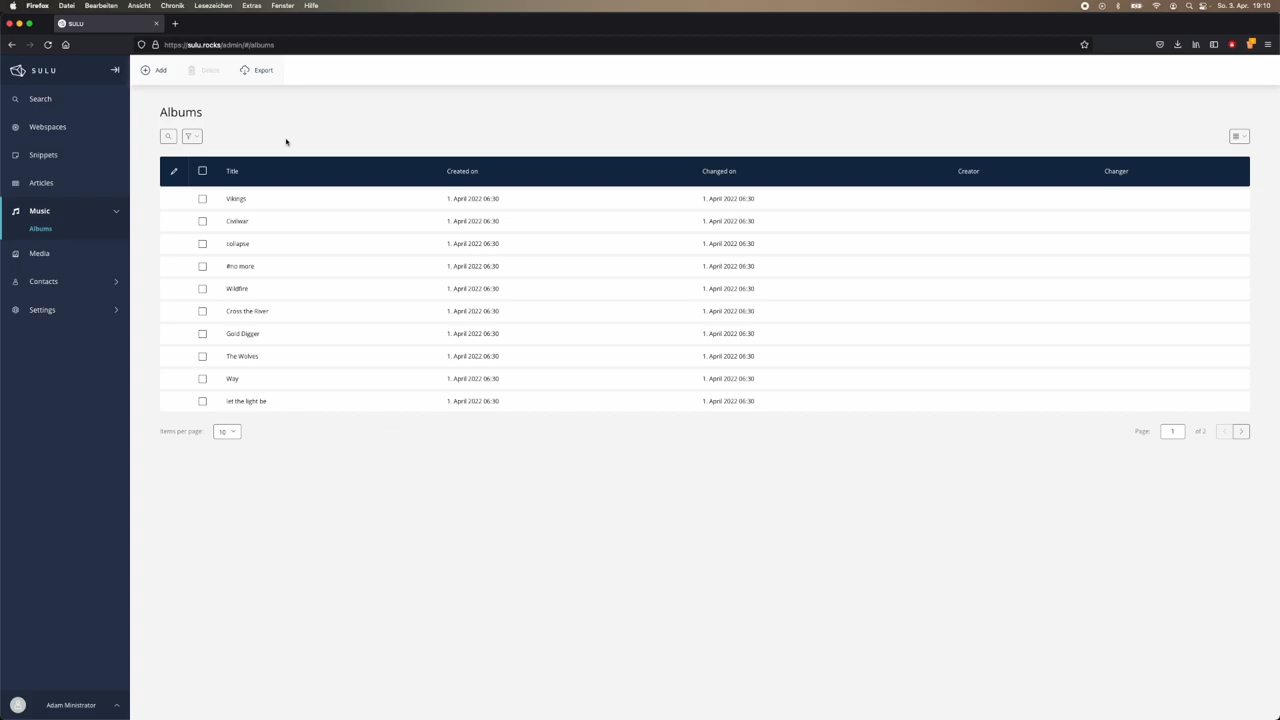 Firefox Datei Bearbeiten Ansicht Chronik Lesezeichen Extras Fenster Hilfe So. 3. Apr. 19:10
SULU
https://sulu.rocks/admin/#/albums
SULU
Add Delete Export
Search
Webspaces
Snippets
Articles
Music
Albums
Media
Contacts
Settings
Adam Ministrator
Albums
Title Created on Changed on Creator Changer
Vikings 1. April 2022 06:30 1. April 2022 06:30
Civilwar 1. April 2022 06:30 1. April 2022 06:30
collapse 1. April 2022 06:30 1. April 2022 06:30
#no more 1. April 2022 06:30 1. April 2022 06:30
Wildfire 1. April 2022 06:30 1. April 2022 06:30
Cross the River 1. April 2022 06:30 1. April 2022 06:30
Gold Digger 1. April 2022 06:30 1. April 2022 06:30
The Wolves 1. April 2022 06:30 1. April 2022 06:30
Way 1. April 2022 06:30 1. April 2022 06:30
let the light be 1. April 2022 06:30 1. April 2022 06:30
Items per page: 10 Page: 1 of 2